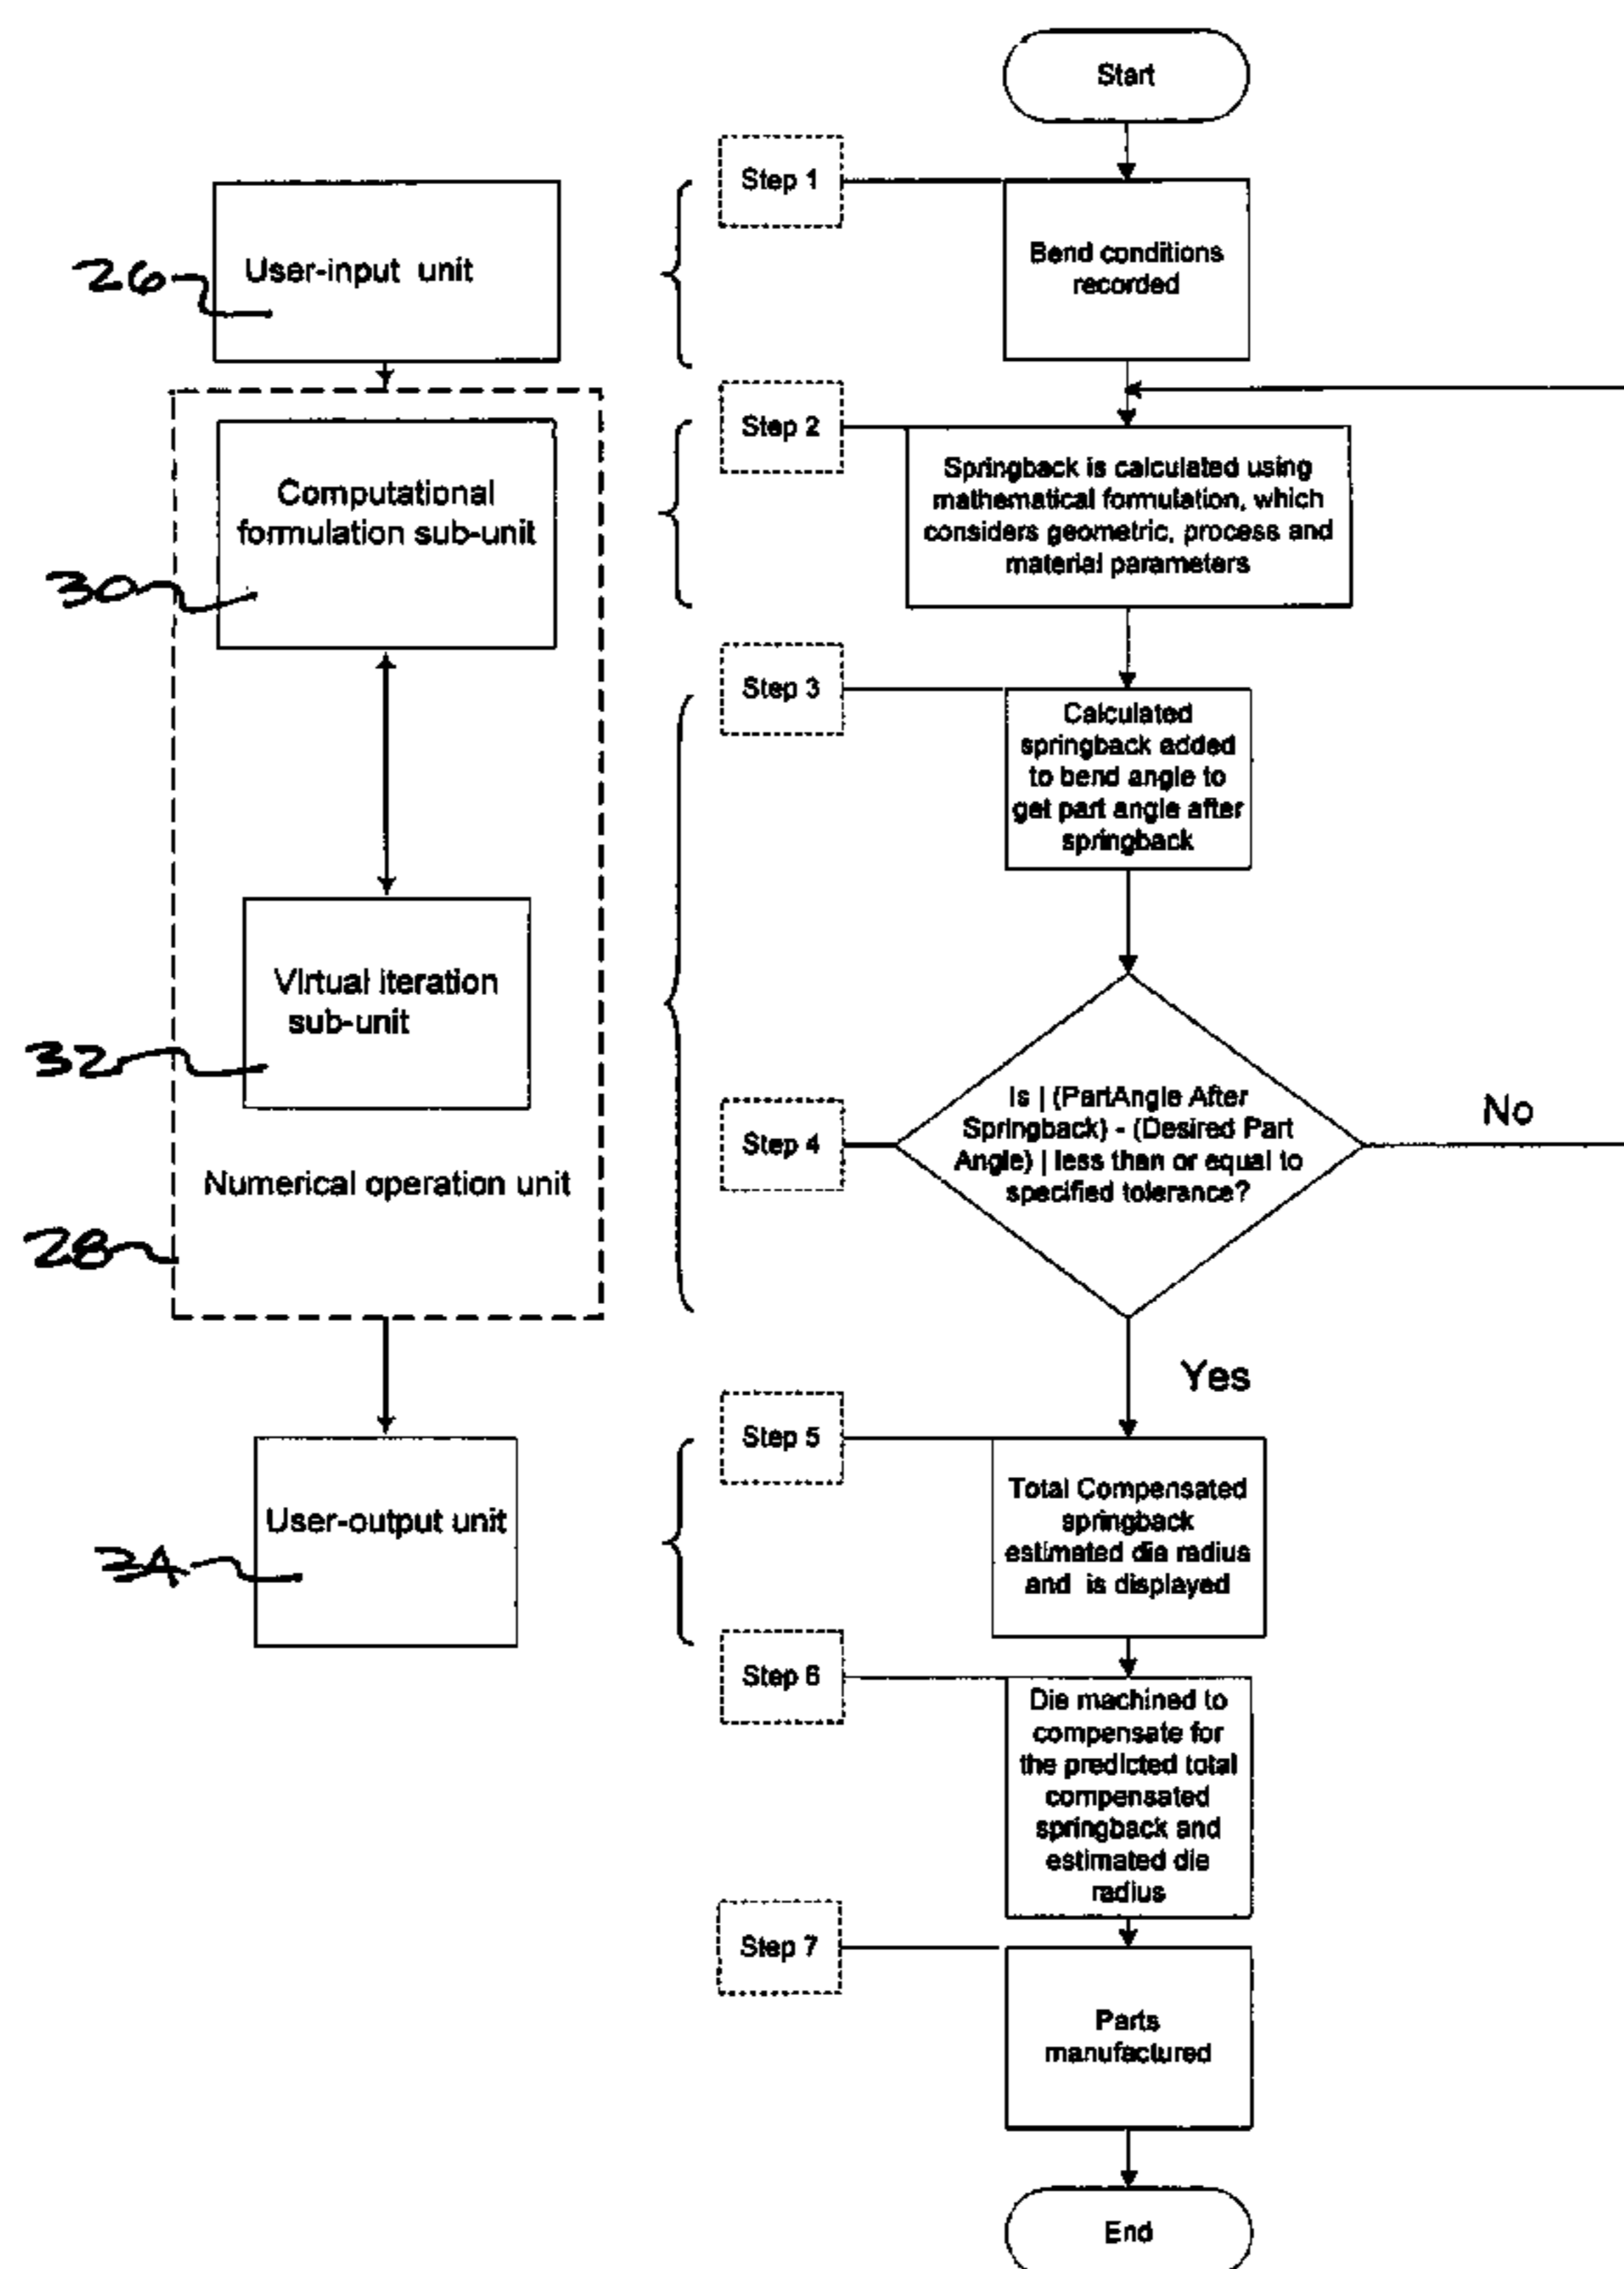 Start
Step 1
Bend conditions
recorded
User-input unit
26
Step 2
Springback is calculated using
mathematical formulation, which
considers geometric, process and
material parameters
Computational
formulation sub-unit
30
Step 3
Calculated
springback added
to bend angle to
get part angle after
springback
Virtual iteration
sub-unit
32
Step 4
Is | (PartAngle After
Springback) - (Desired Part
Angle) | less than or equal to
specified tolerance?
No
Numerical operation unit
28
Yes
Step 5
Total Compensated
springback
estimated die radius
and is displayed
User-output unit
34
Step 6
Die machined to
compensate for
the predicted total
compensated
springback and
estimated die
radius
Step 7
Parts
manufactured
End